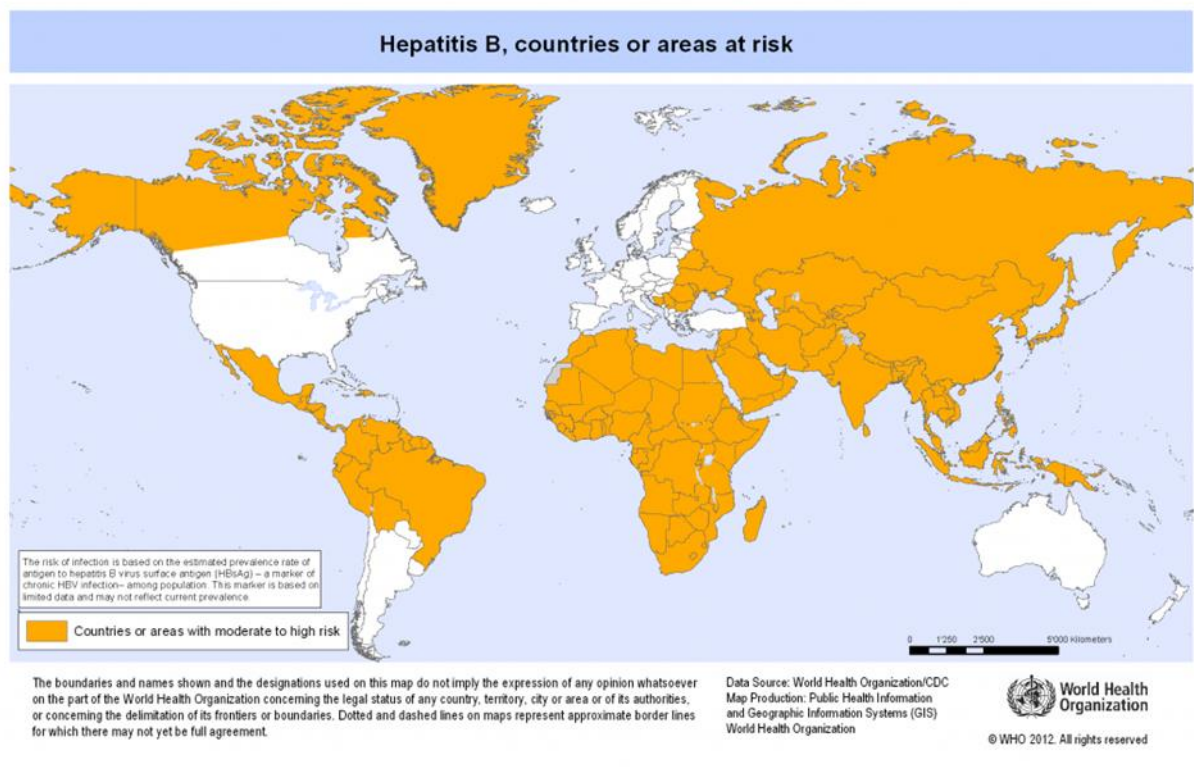 Hepatitis B, countries or areas at risk
The risk of infection is based on the estimated prevalence rate of
antigen to hepatitis B virus surface antigen (HBsAg) – a marker of
chronic HBV infection– among population. This marker is based on
limited data and may not reflect current prevalence.
Countries or areas with moderate to high risk
0 1'250 2'500 5'000 Kilometers
The boundaries and names shown and the designations used on this map do not imply the expression of any opinion whatsoever
on the part of the World Health Organization concerning the legal status of any country, territory, city or area or of its authorities,
or concerning the delimitation of its frontiers or boundaries. Dotted and dashed lines on maps represent approximate border lines
for which there may not yet be full agreement.
Data Source: World Health Organization/CDC
Map Production: Public Health Information
and Geographic Information Systems (GIS)
World Health Organization
World Health
Organization
© WHO 2012. All rights reserved